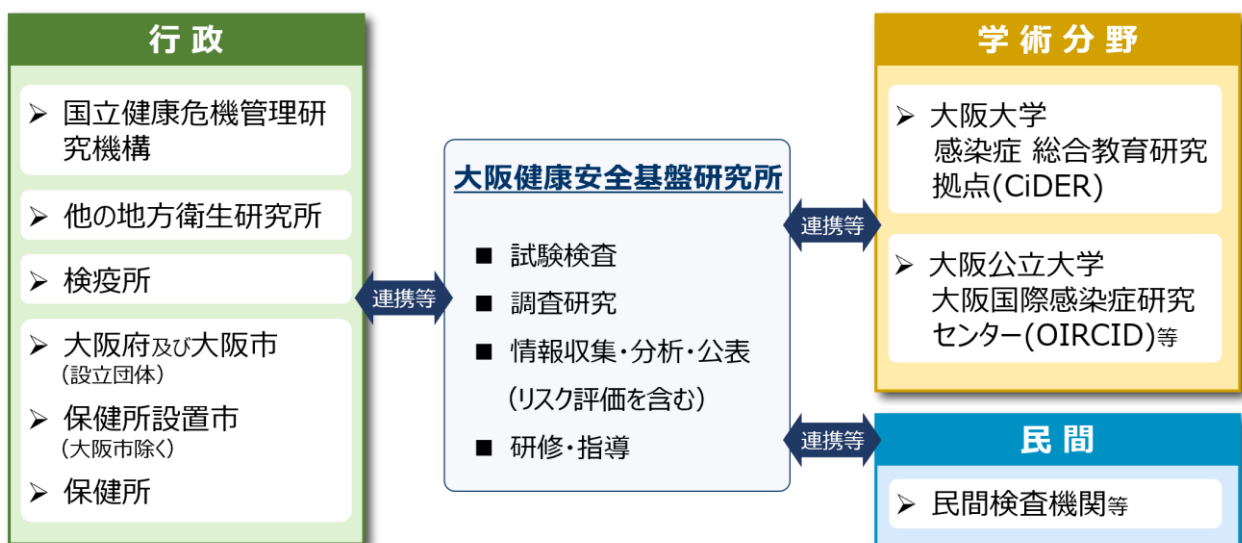 行政
➢ 国立健康危機管理研
究機構
➢ 他の地方衛生研究所
➢ 検疫所
➢ 大阪府及び大阪市
(設立団体)
➢ 保健所設置市
(大阪市除く)
➢ 保健所
連携等
大阪健康安全基盤研究所
■ 試験検査
■ 調査研究
■ 情報収集・分析・公表
(リスク評価を含む)
■ 研修・指導
連携等
連携等
学術分野
➢ 大阪大学
感染症 総合教育研究
拠点(CiDER)
➢ 大阪公立大学
大阪国際感染症研究
センター(OIRCID)等
民間
➢ 民間検査機関等